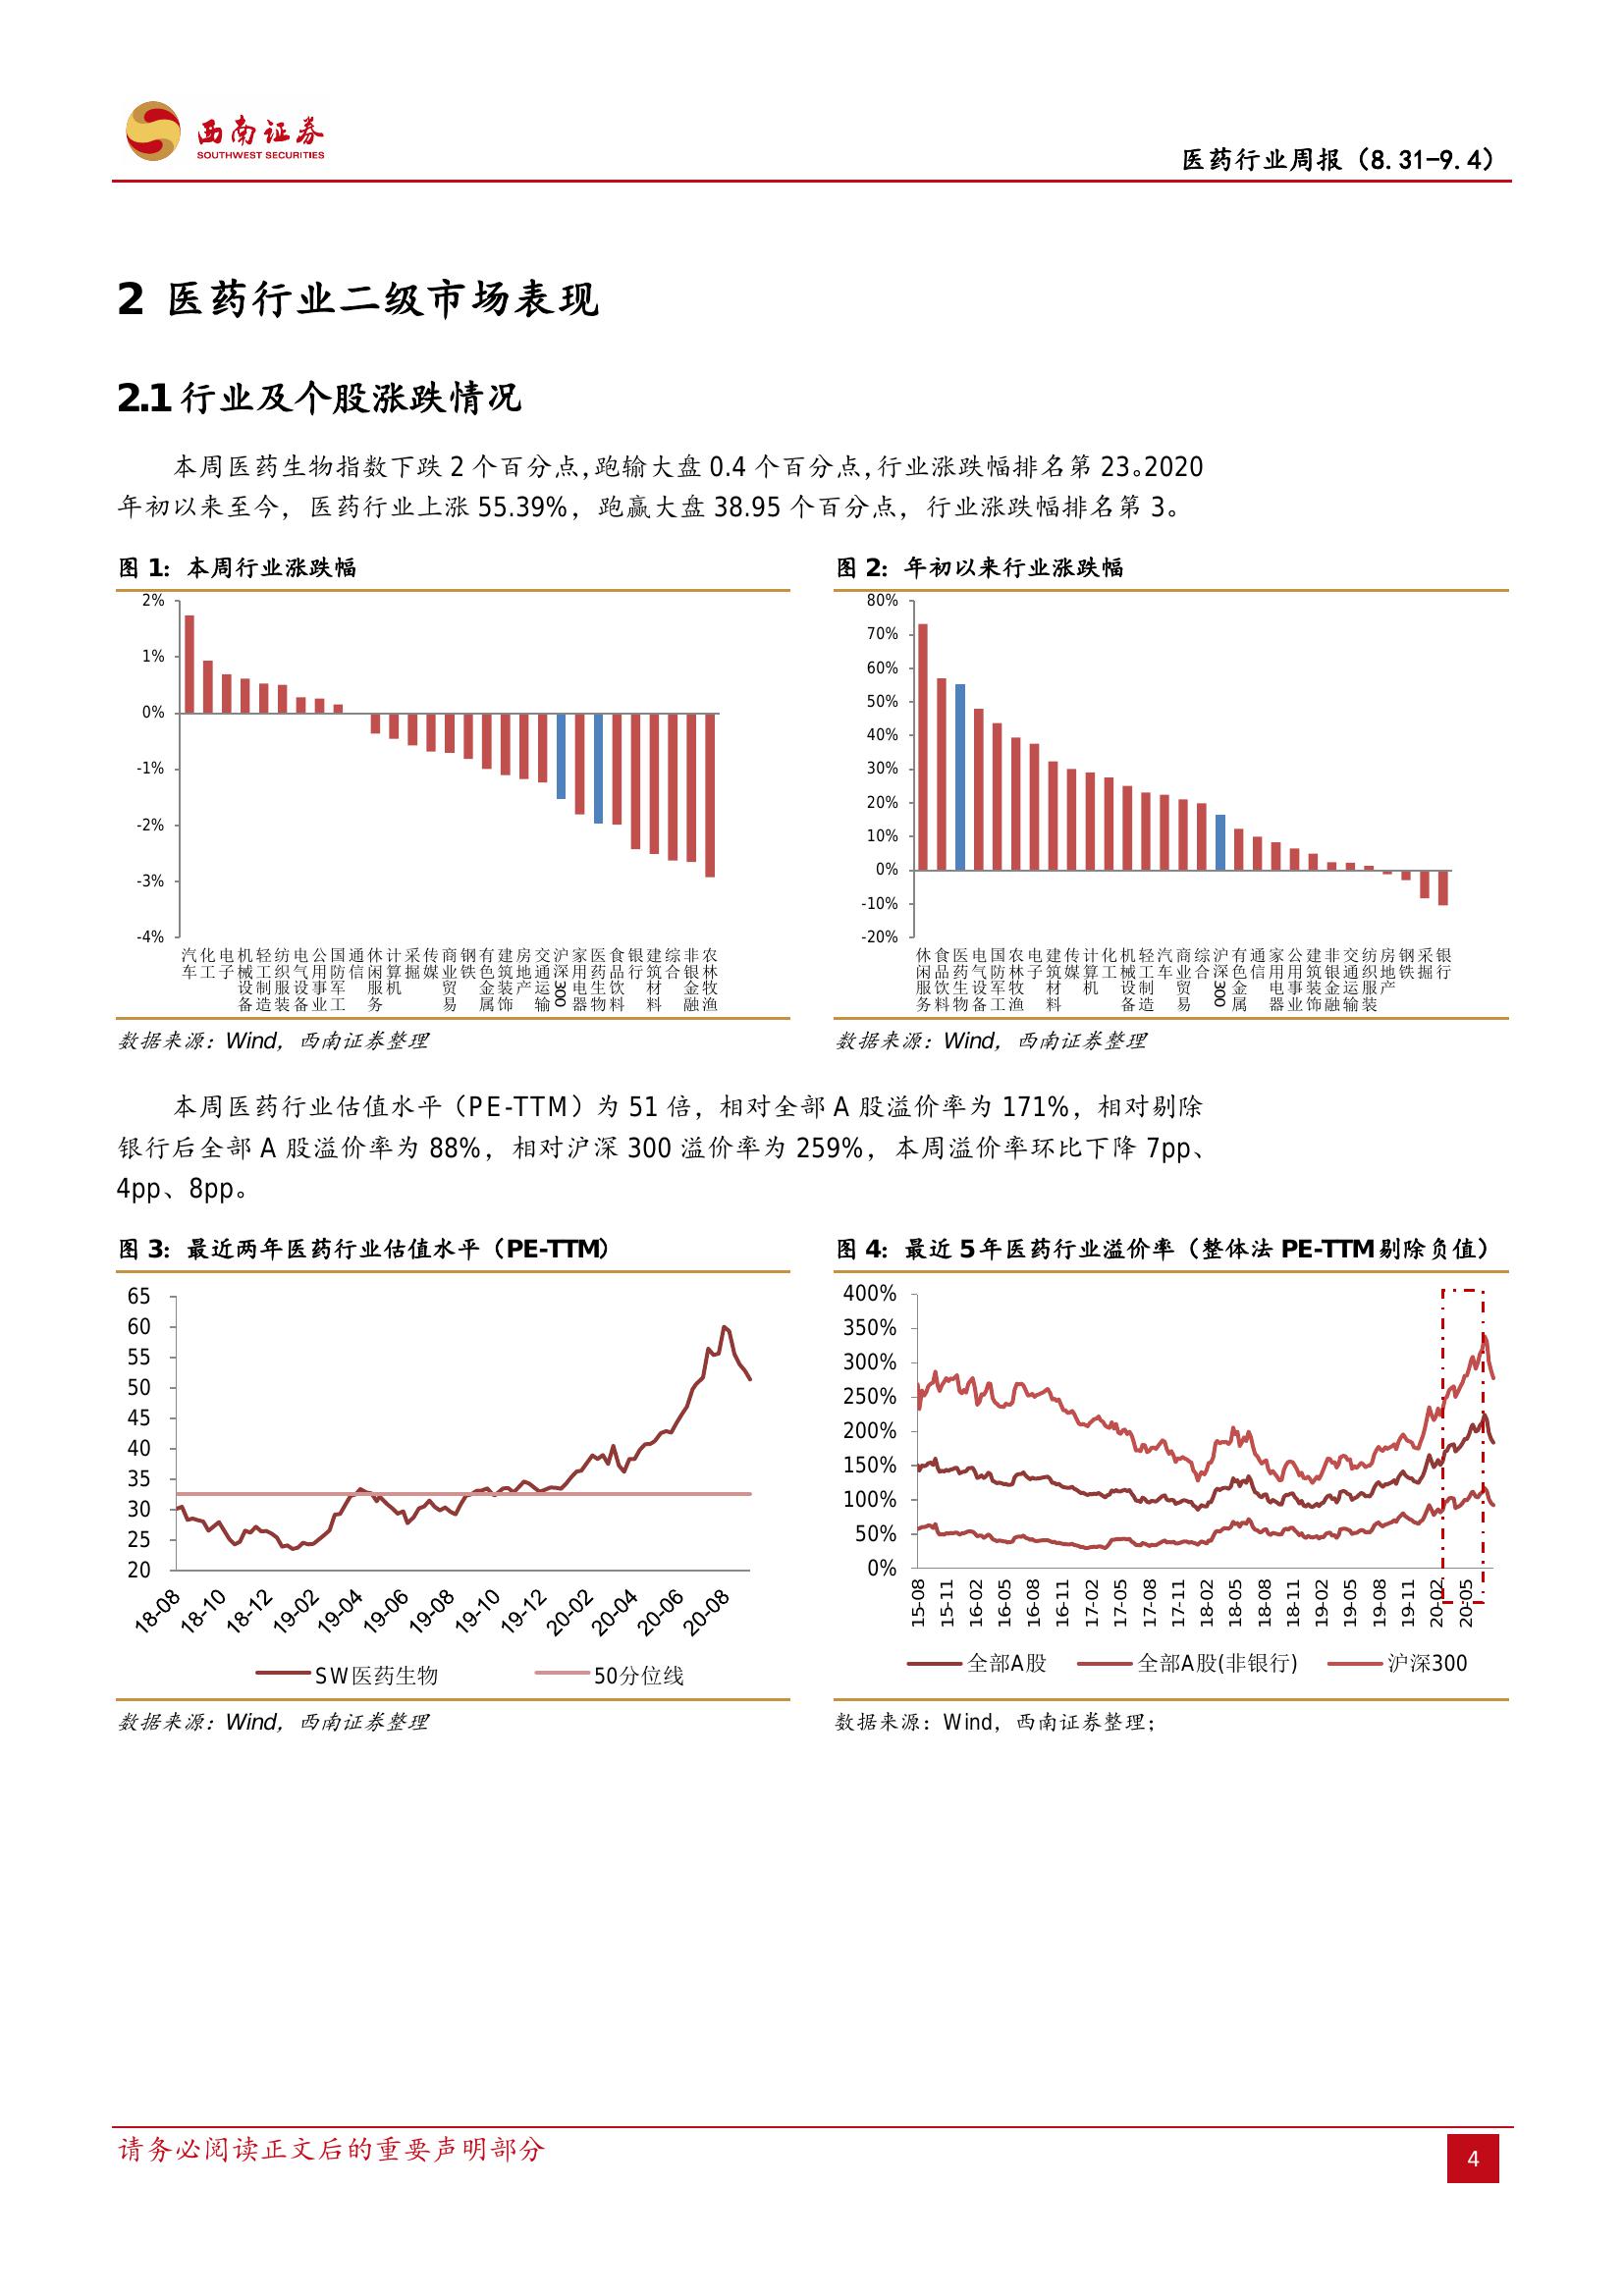 西南证券
SOUTHWEST SECURITIES
医药行业周报（8.31-9.4）
2 医药行业二级市场表现
2.1 行业及个股涨跌情况
本周医药生物指数下跌 2 个百分点，跑输大盘 0.4 个百分点，行业涨跌幅排名第 23。2020
年初以来至今，医药行业上涨 55.39%，跑赢大盘 38.95 个百分点，行业涨跌幅排名第 3。
图 1：本周行业涨跌幅
2%
1%
0%
-1%
-2%
-3%
-4%
汽车 化工 电子 机械设备 轻工制造 纺织服装 电气设备 公用事业 国防军工 通信 休闲服务 计算机 采掘 传媒 商业贸易 钢铁 有色金属 建筑装饰 房地产 交通运输 沪深300 家用电器 医药生物 食品饮料 银行 建筑材料 综合 非银金融 农林牧渔
数据来源：Wind，西南证券整理
图 2：年初以来行业涨跌幅
80%
70%
60%
50%
40%
30%
20%
10%
0%
-10%
-20%
休闲服务 食品饮料 医药生物 电气设备 国防军工 农林牧渔 电子 建筑材料 传媒 计算机 化工 机械设备 轻工制造 汽车 商业贸易 综合 沪深300 有色金属 通信 家用电器 公用事业 建筑装饰 非银金融 交通运输 纺织服装 房地产 钢铁 采掘 银行
数据来源：Wind，西南证券整理
本周医药行业估值水平（PE-TTM）为 51 倍，相对全部 A 股溢价率为 171%，相对剔除
银行后全部 A 股溢价率为 88%，相对沪深 300 溢价率为 259%，本周溢价率环比下降 7pp、
4pp、8pp。
图 3：最近两年医药行业估值水平（PE-TTM）
65
60
55
50
45
40
35
30
25
20
18-08 18-10 18-12 19-02 19-04 19-06 19-08 19-10 19-12 20-02 20-04 20-06 20-08
SW医药生物 50分位线
数据来源：Wind，西南证券整理
图 4：最近 5 年医药行业溢价率（整体法 PE-TTM 剔除负值）
400%
350%
300%
250%
200%
150%
100%
50%
0%
15-08 15-11 16-02 16-05 16-08 16-11 17-02 17-05 17-08 17-11 18-02 18-05 18-08 18-11 19-02 19-05 19-08 19-11 20-02 20-05
全部A股 全部A股(非银行) 沪深300
数据来源：Wind，西南证券整理；
请务必阅读正文后的重要声明部分
4